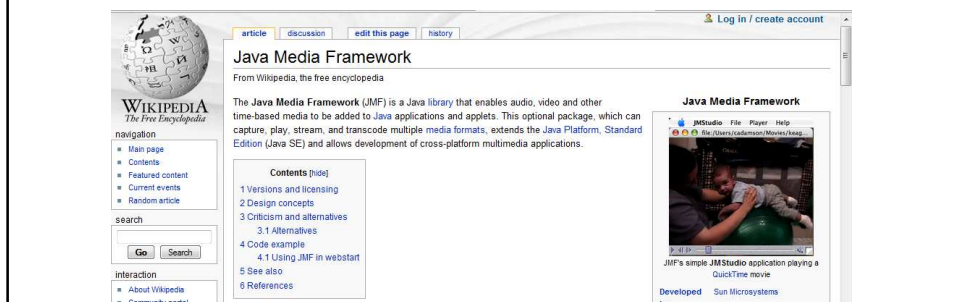 Log in / create account
article
discussion
edit this page
history
Java Media Framework
From Wikipedia, the free encyclopedia
WIKIPEDIA
The Free Encyclopedia
navigation
Main page
Contents
Featured content
Current events
Random article
search
Go
Search
interaction
About Wikipedia
Community portal
The Java Media Framework (JMF) is a Java library that enables audio, video and other
time-based media to be added to Java applications and applets. This optional package, which can
capture, play, stream, and transcode multiple media formats, extends the Java Platform, Standard
Edition (Java SE) and allows development of cross-platform multimedia applications.
Contents [hide]
1 Versions and licensing
2 Design concepts
3 Criticism and alternatives
3.1 Alternatives
4 Code example
4.1 Using JMF in webstart
5 See also
6 References
Java Media Framework
JMStudio File Player Help
file:/Users/cadamson/Movies/keag...
JMF's simple JMStudio application playing a
QuickTime movie
Developed Sun Microsystems